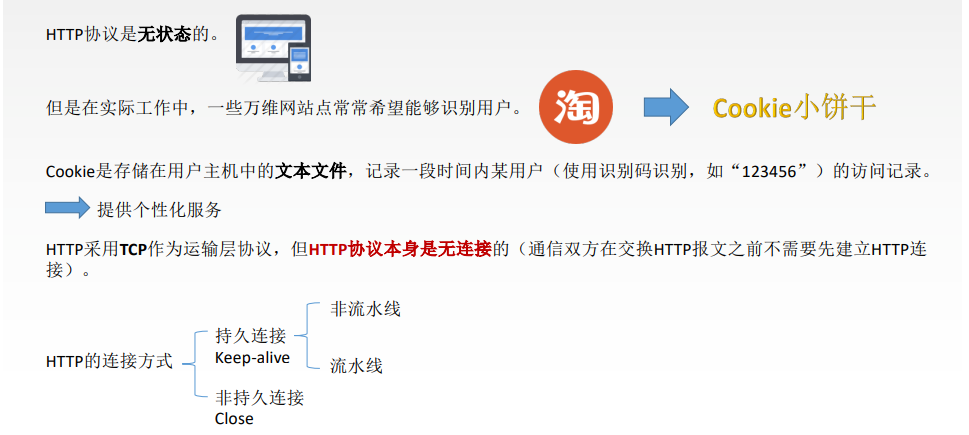 HTTP协议是无状态的。
但是在实际工作中，一些万维网站点常常希望能够识别用户。
淘
Cookie小饼干
Cookie是存储在用户主机中的文本文件，记录一段时间内某用户（使用识别码识别，如“123456”）的访问记录。
提供个性化服务
HTTP采用TCP作为运输层协议，但HTTP协议本身是无连接的（通信双方在交换HTTP报文之前不需要先建立HTTP连
接）。
HTTP的连接方式
持久连接
Keep-alive
非流水线
流水线
非持久连接
Close